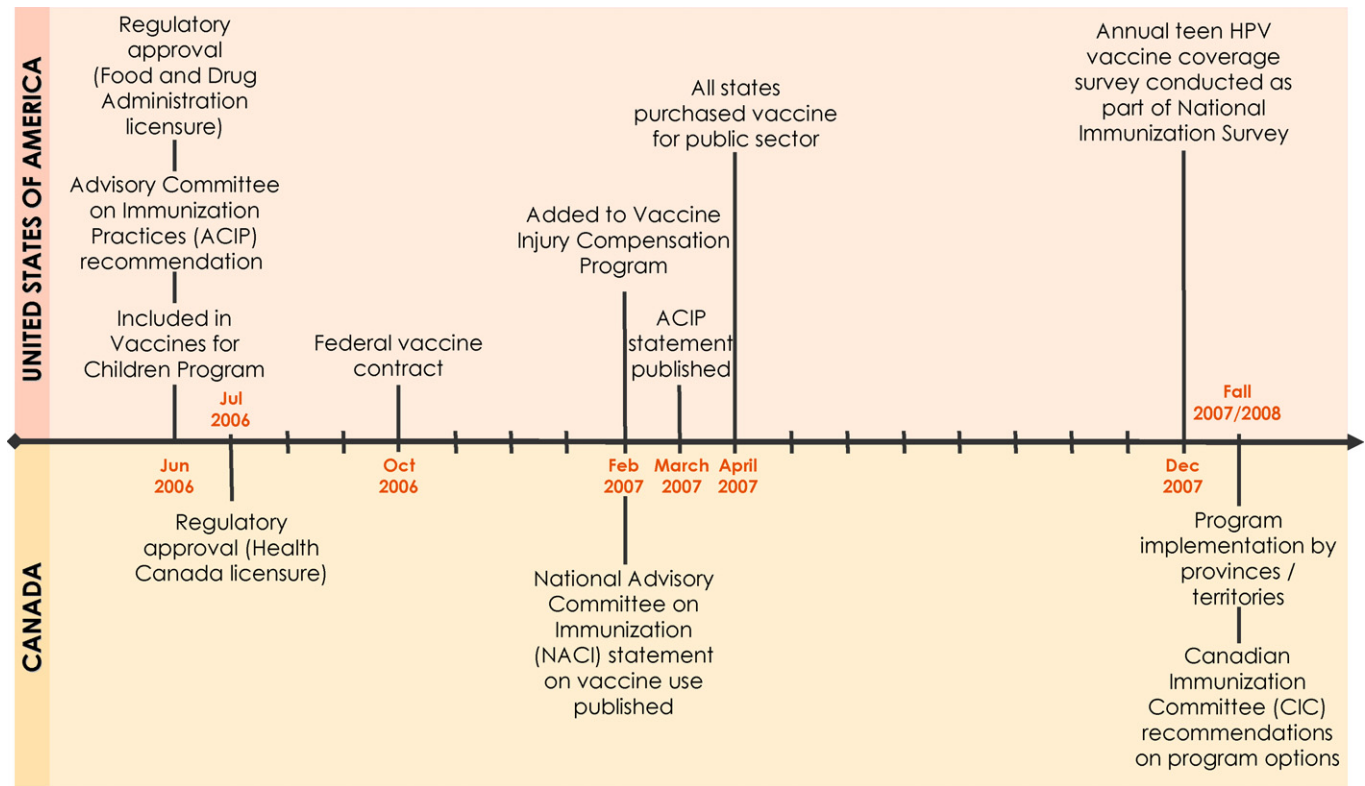 UNITED STATES OF AMERICA
Regulatory
approval
(Food and Drug
Administration
licensure)
Advisory Committee
on Immunization
Practices (ACIP)
recommendation
Included in
Vaccines for
Children Program
Federal vaccine
contract
Added to Vaccine
Injury Compensation
Program
ACIP
statement
published
All states
purchased vaccine
for public sector
Annual teen HPV
vaccine coverage
survey conducted as
part of National
Immunization Survey
Jun
2006
Jul
2006
Oct
2006
Feb
2007
March
2007
April
2007
Dec
2007
Fall
2007/2008
CANADA
Regulatory
approval (Health
Canada licensure)
National Advisory
Committee on
Immunization
(NACI) statement
on vaccine use
published
Program
implementation by
provinces /
territories
Canadian
Immunization
Committee (CIC)
recommendations
on program options